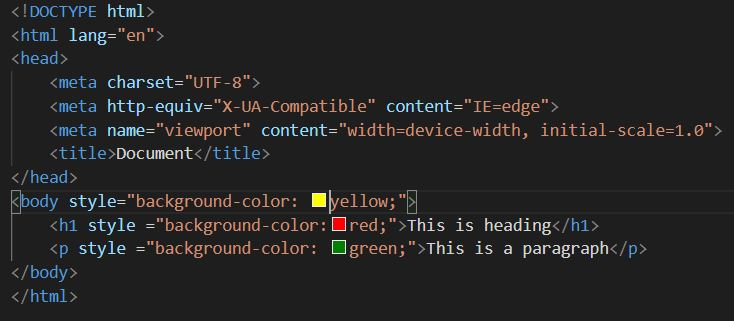 <!DOCTYPE html>
<html lang="en">
<head>
    <meta charset="UTF-8">
    <meta http-equiv="X-UA-Compatible" content="IE=edge">
    <meta name="viewport" content="width=device-width, initial-scale=1.0">
    <title>Document</title>
</head>
<body style="background-color: yellow;">
    <h1 style ="background-color:red;">This is heading</h1>
    <p style ="background-color: green;">This is a paragraph</p>
</body>
</html>